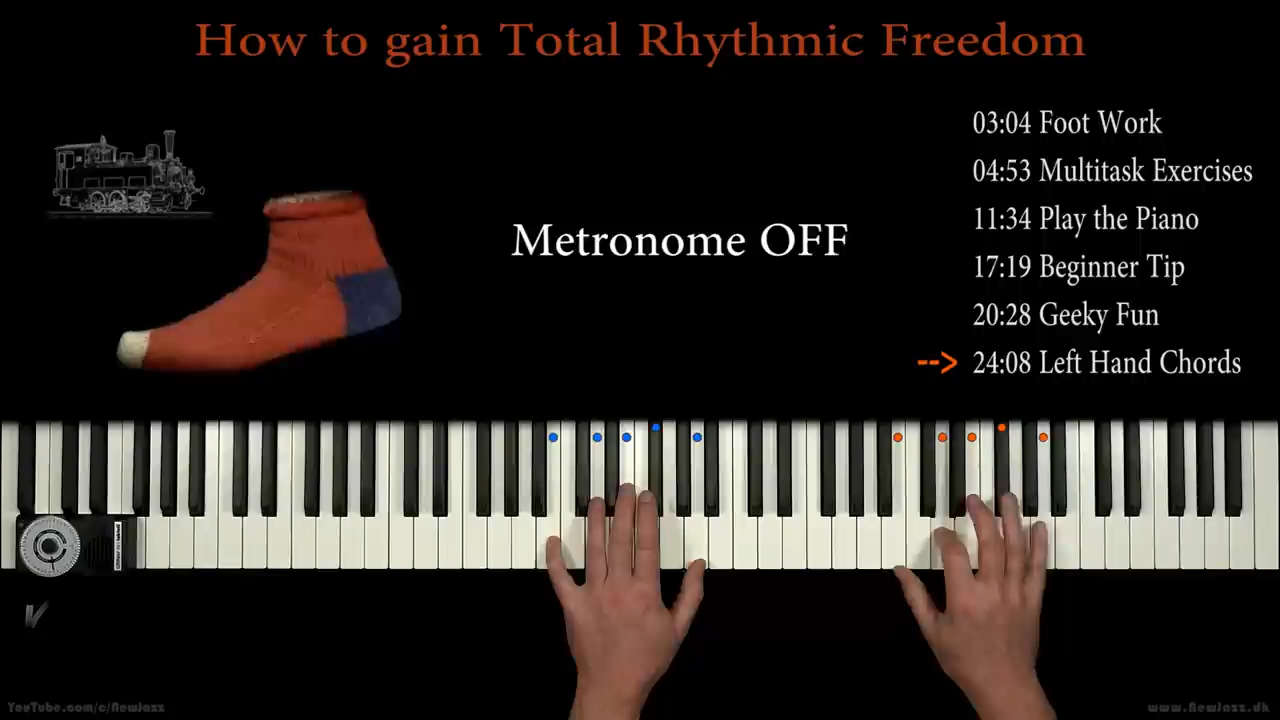 How to gain Total Rhythmic Freedom
03:04 Foot Work
04:53 Multitask Exercises
11:34 Play the Piano
Metronome OFF
17:19 Beginner Tip
20:28 Geeky Fun
--> 24:08 Left Hand Chords
YouTube.com/c/NewJazz
www.NewJazz.dk